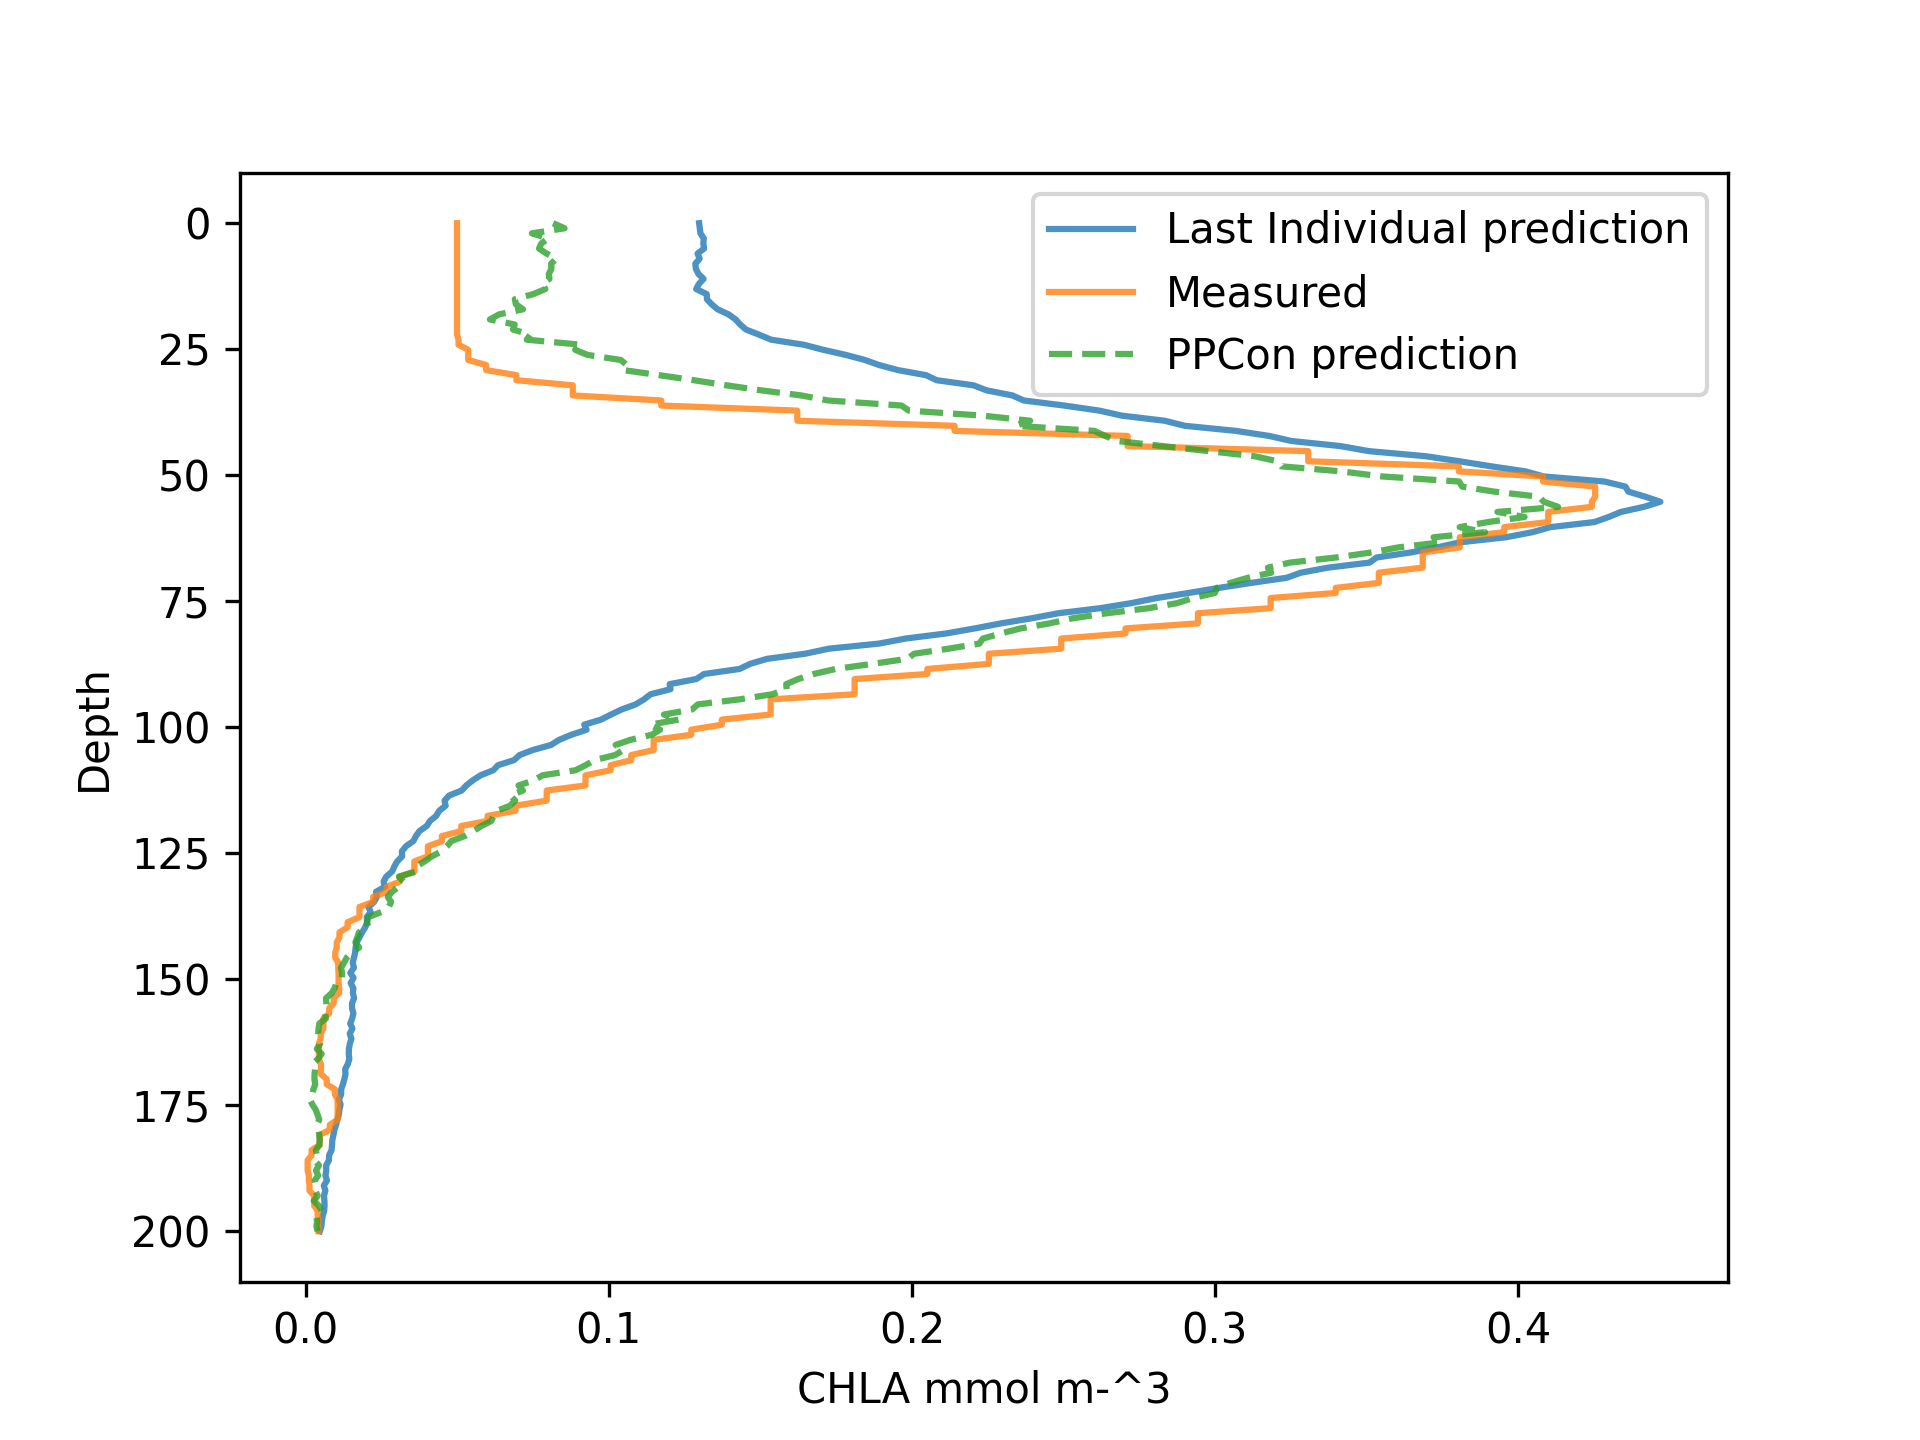 Last Individual prediction
Measured
PPCon prediction
0
25
50
75
100
125
150
175
200
Depth
0.0 0.1 0.2 0.3 0.4
CHLA mmol m-^3